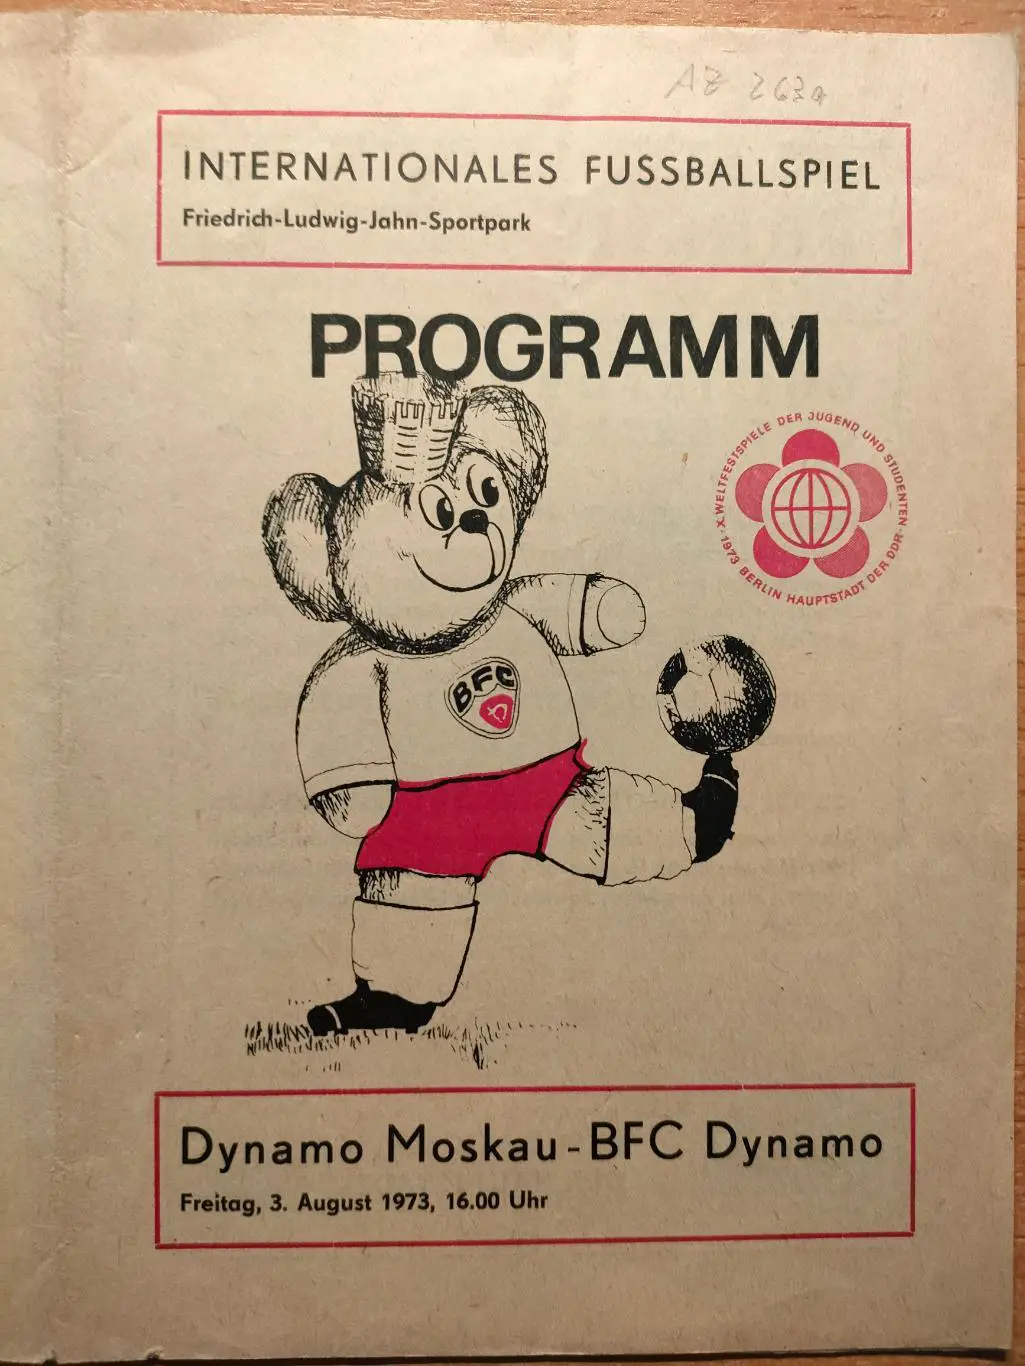 AZ 263a
INTERNATIONALES FUSSBALLSPIEL
Friedrich-Ludwig-Jahn-Sportpark
PROGRAMM
X. WELTFESTSPIELE DER JUGEND UND STUDENTEN
1973 BERLIN HAUPTSTADT DER DDR
BFC
Dynamo Moskau - BFC Dynamo
Freitag, 3. August 1973, 16.00 Uhr